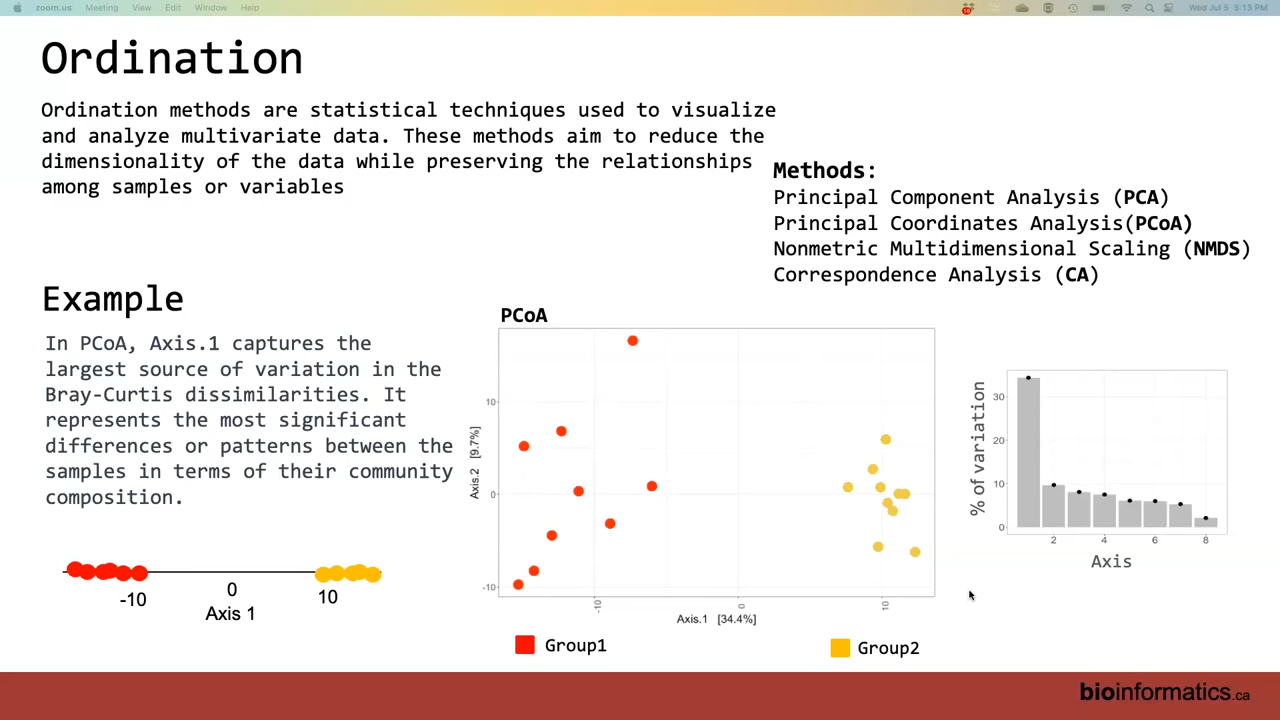 zoom.us Meeting View Edit Window Help Wed Jul 5 3:13 PM
Ordination
Ordination methods are statistical techniques used to visualize
and analyze multivariate data. These methods aim to reduce the
dimensionality of the data while preserving the relationships
among samples or variables
Methods:
Principal Component Analysis (PCA)
Principal Coordinates Analysis(PCoA)
Nonmetric Multidimensional Scaling (NMDS)
Correspondence Analysis (CA)
Example
In PCoA, Axis.1 captures the
largest source of variation in the
Bray-Curtis dissimilarities. It
represents the most significant
differences or patterns between the
samples in terms of their community
composition.
-10 0 10
Axis 1
PCoA
Axis.2 [9.7%]
10
0
-10
-10 0 10
Axis.1 [34.4%]
Group1 Group2
% of variation
30
20
10
0
2 4 6 8
Axis
bioinformatics.ca